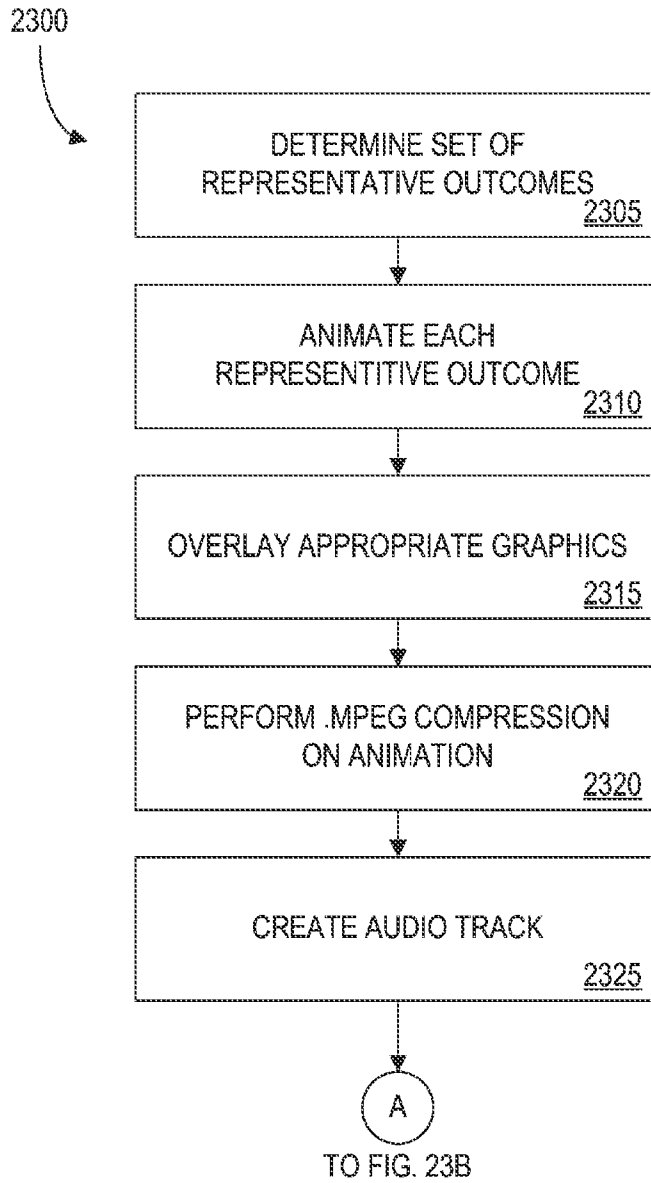 2300
DETERMINE SET OF
REPRESENTATIVE OUTCOMES
2305
ANIMATE EACH
REPRESENTITIVE OUTCOME
2310
OVERLAY APPROPRIATE GRAPHICS
2315
PERFORM .MPEG COMPRESSION
ON ANIMATION
2320
CREATE AUDIO TRACK
2325
A
TO FIG. 23B